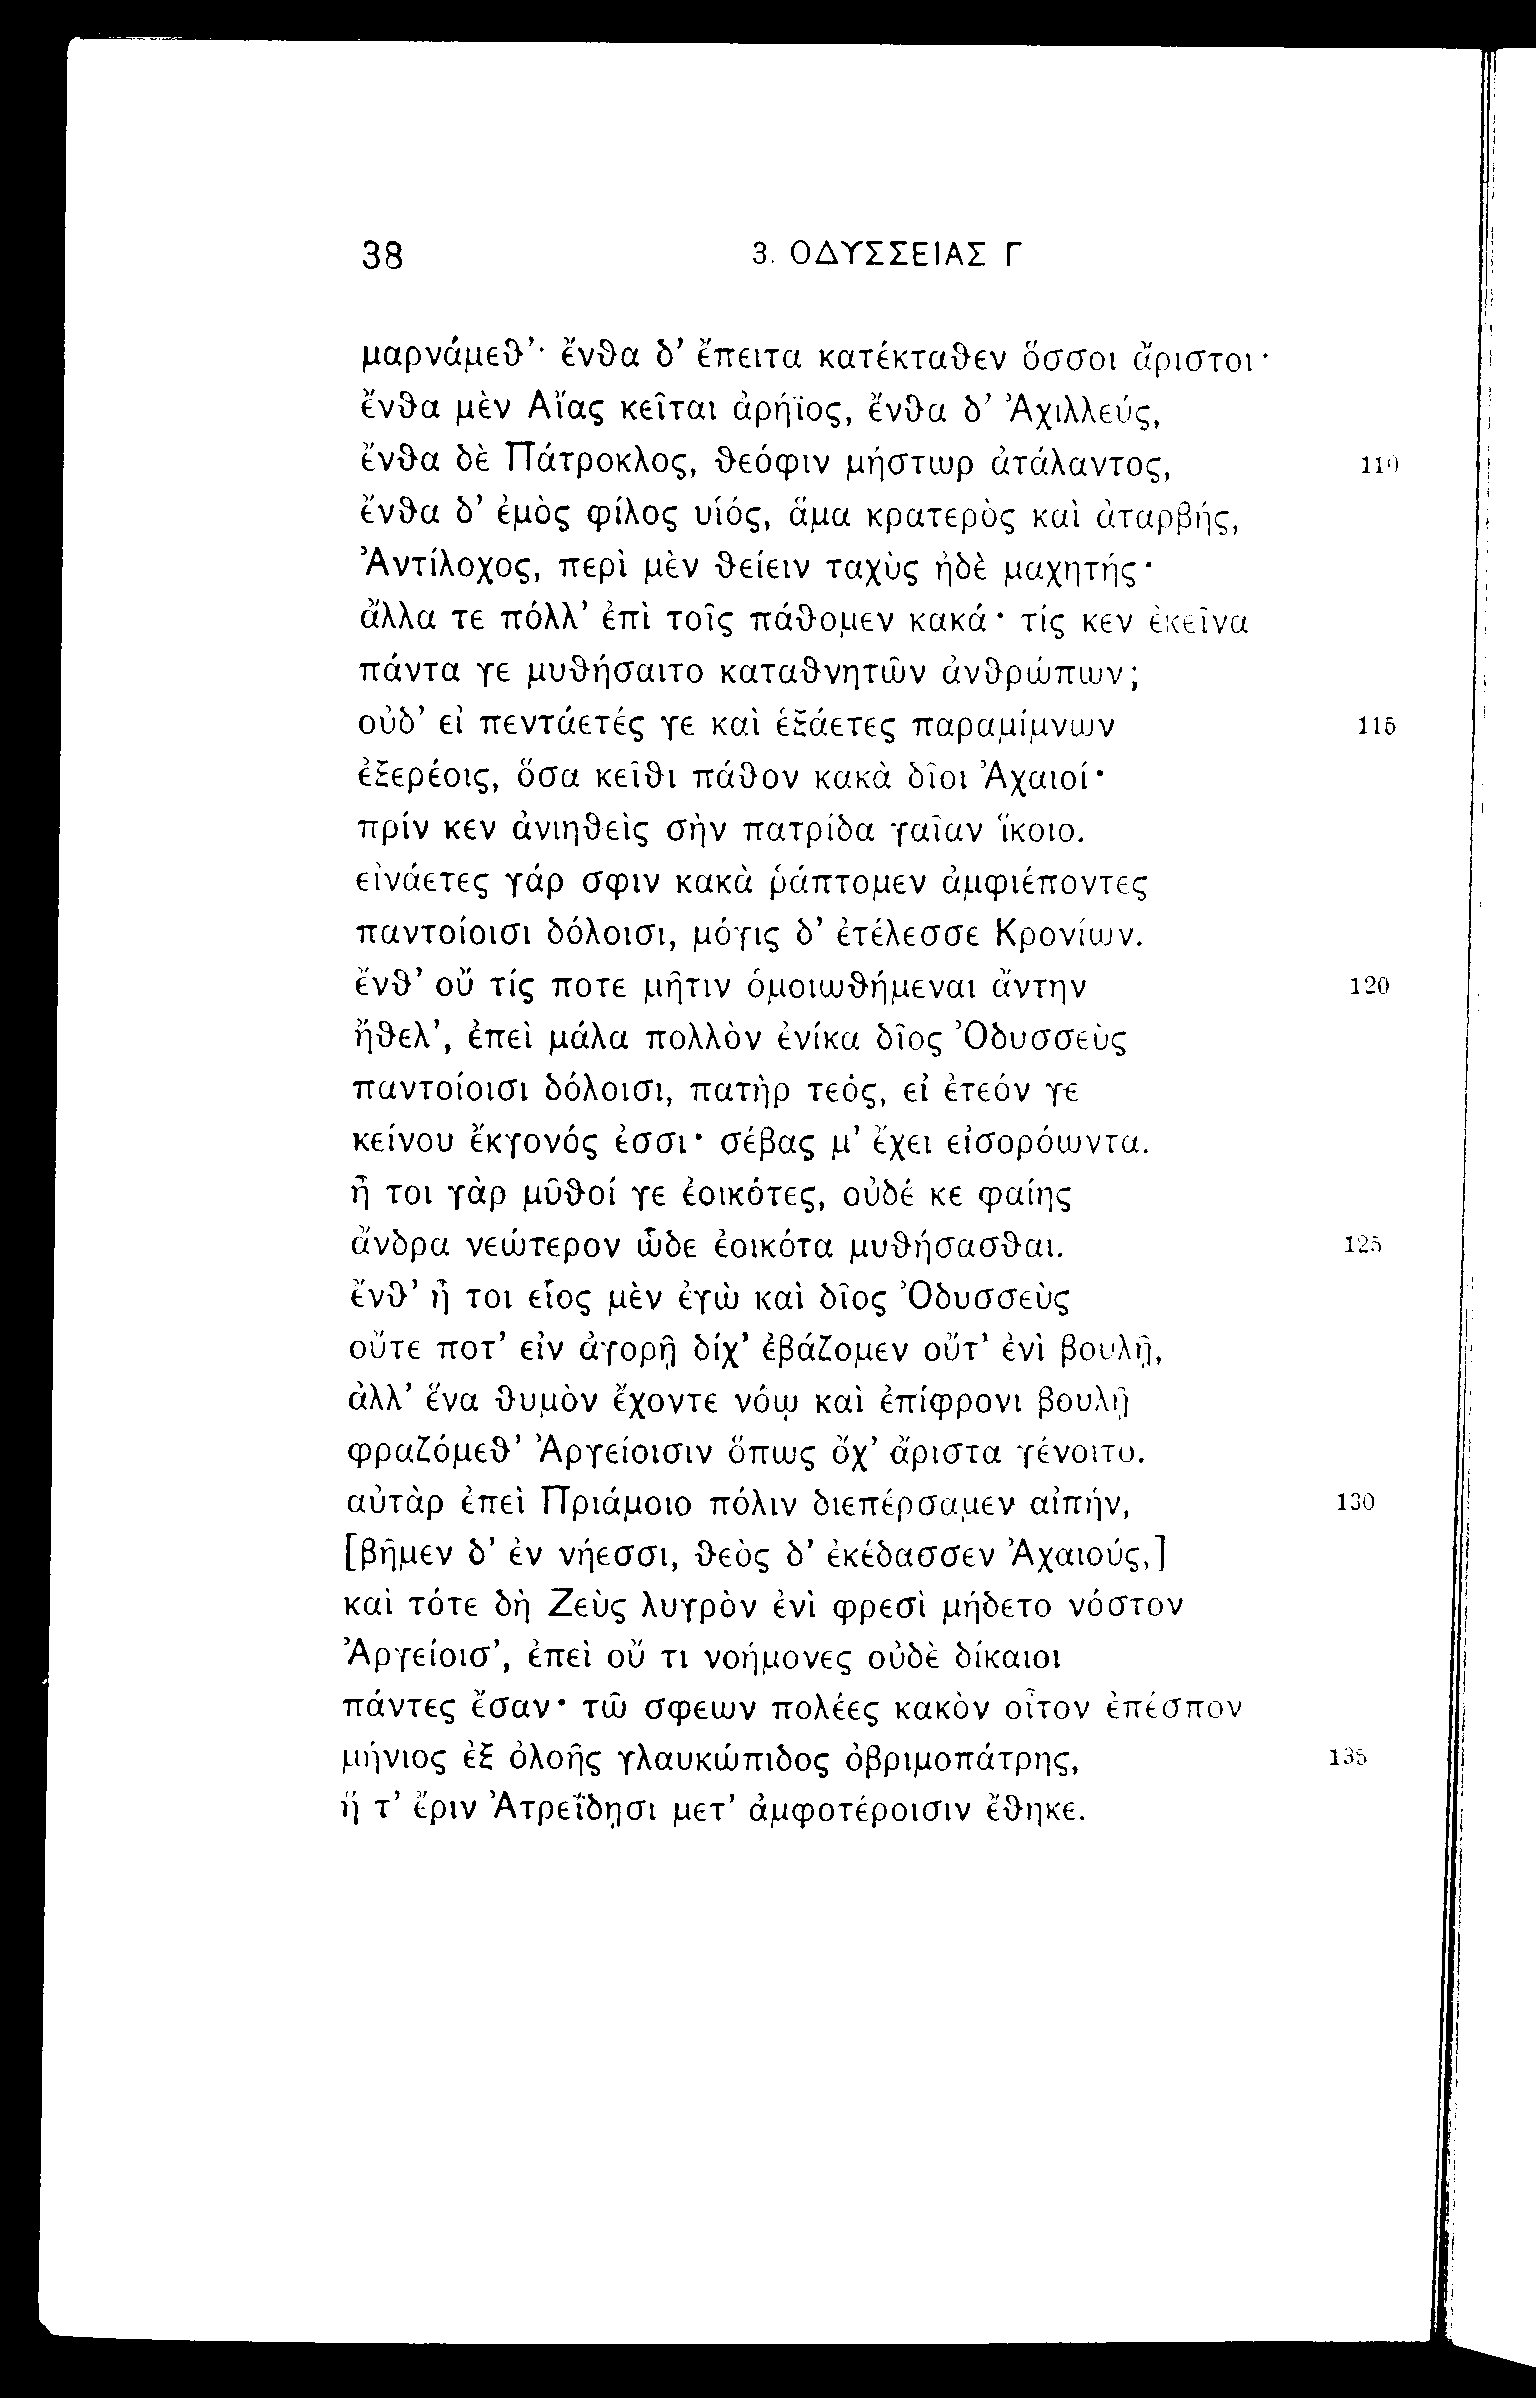 38 3. ΟΔΥΣΣΕΙΑΣ Γ
μαρνάμεθ’· ἔνθα δ’ ἔπειτα κατέκταθεν ὅσσοι ἄριστοι·
ἔνθα μὲν Αἴας κεῖται ἀρήϊος, ἔνθα δ’ Ἀχιλλεύς,
ἔνθα δὲ Πάτροκλος, θεόφιν μήστωρ ἀτάλαντος, 110
ἔνθα δ’ ἐμὸς φίλος υἱός, ἅμα κρατερὸς καὶ ἀταρβής,
Ἀντίλοχος, περὶ μὲν θείειν ταχὺς ἠδὲ μαχητής·
ἄλλα τε πόλλ’ ἐπὶ τοῖς πάθομεν κακά· τίς κεν ἐκεῖνα
πάντα γε μυθήσαιτο καταθνητῶν ἀνθρώπων;
οὐδ’ εἰ πεντάετές γε καὶ ἑξάετες παραμίμνων 115
ἐξερέοις, ὅσα κεῖθι πάθον κακὰ δῖοι Ἀχαιοί·
πρίν κεν ἀνιηθεὶς σὴν πατρίδα γαῖαν ἵκοιο.
εἰνάετες γάρ σφιν κακὰ ῥάπτομεν ἀμφιέποντες
παντοίοισι δόλοισι, μόγις δ’ ἐτέλεσσε Κρονίων.
ἔνθ’ οὔ τίς ποτε μῆτιν ὁμοιωθήμεναι ἄντην 120
ἤθελ’, ἐπεὶ μάλα πολλὸν ἐνίκα δῖος Ὀδυσσεὺς
παντοίοισι δόλοισι, πατὴρ τεός, εἰ ἐτεόν γε
κείνου ἔκγονός ἐσσι· σέβας μ’ ἔχει εἰσορόωντα.
ἦ τοι γὰρ μῦθοί γε ἐοικότες, οὐδέ κε φαίης
ἄνδρα νεώτερον ὧδε ἐοικότα μυθήσασθαι. 125
ἔνθ’ ἦ τοι εἷος μὲν ἐγὼ καὶ δῖος Ὀδυσσεὺς
οὔτε ποτ’ εἰν ἀγορῇ δίχ’ ἐβάζομεν οὔτ’ ἐνὶ βουλῇ,
ἀλλ’ ἕνα θυμὸν ἔχοντε νόῳ καὶ ἐπίφρονι βουλῇ
φραζόμεθ’ Ἀργείοισιν ὅπως ὄχ’ ἄριστα γένοιτο.
αὐτὰρ ἐπεὶ Πριάμοιο πόλιν διεπέρσαμεν αἰπήν, 130
[βῆμεν δ’ ἐν νήεσσι, θεὸς δ’ ἐκέδασσεν Ἀχαιούς,]
καὶ τότε δὴ Ζεὺς λυγρὸν ἐνὶ φρεσὶ μήδετο νόστον
Ἀργείοισ’, ἐπεὶ οὔ τι νοήμονες οὐδὲ δίκαιοι
πάντες ἔσαν· τῶ σφεων πολέες κακὸν οἶτον ἐπέσπον
μήνιος ἐξ ὀλοῆς γλαυκώπιδος ὀβριμοπάτρης, 135
ἥ τ’ ἔριν Ἀτρεΐδῃσι μετ’ ἀμφοτέροισιν ἔθηκε.